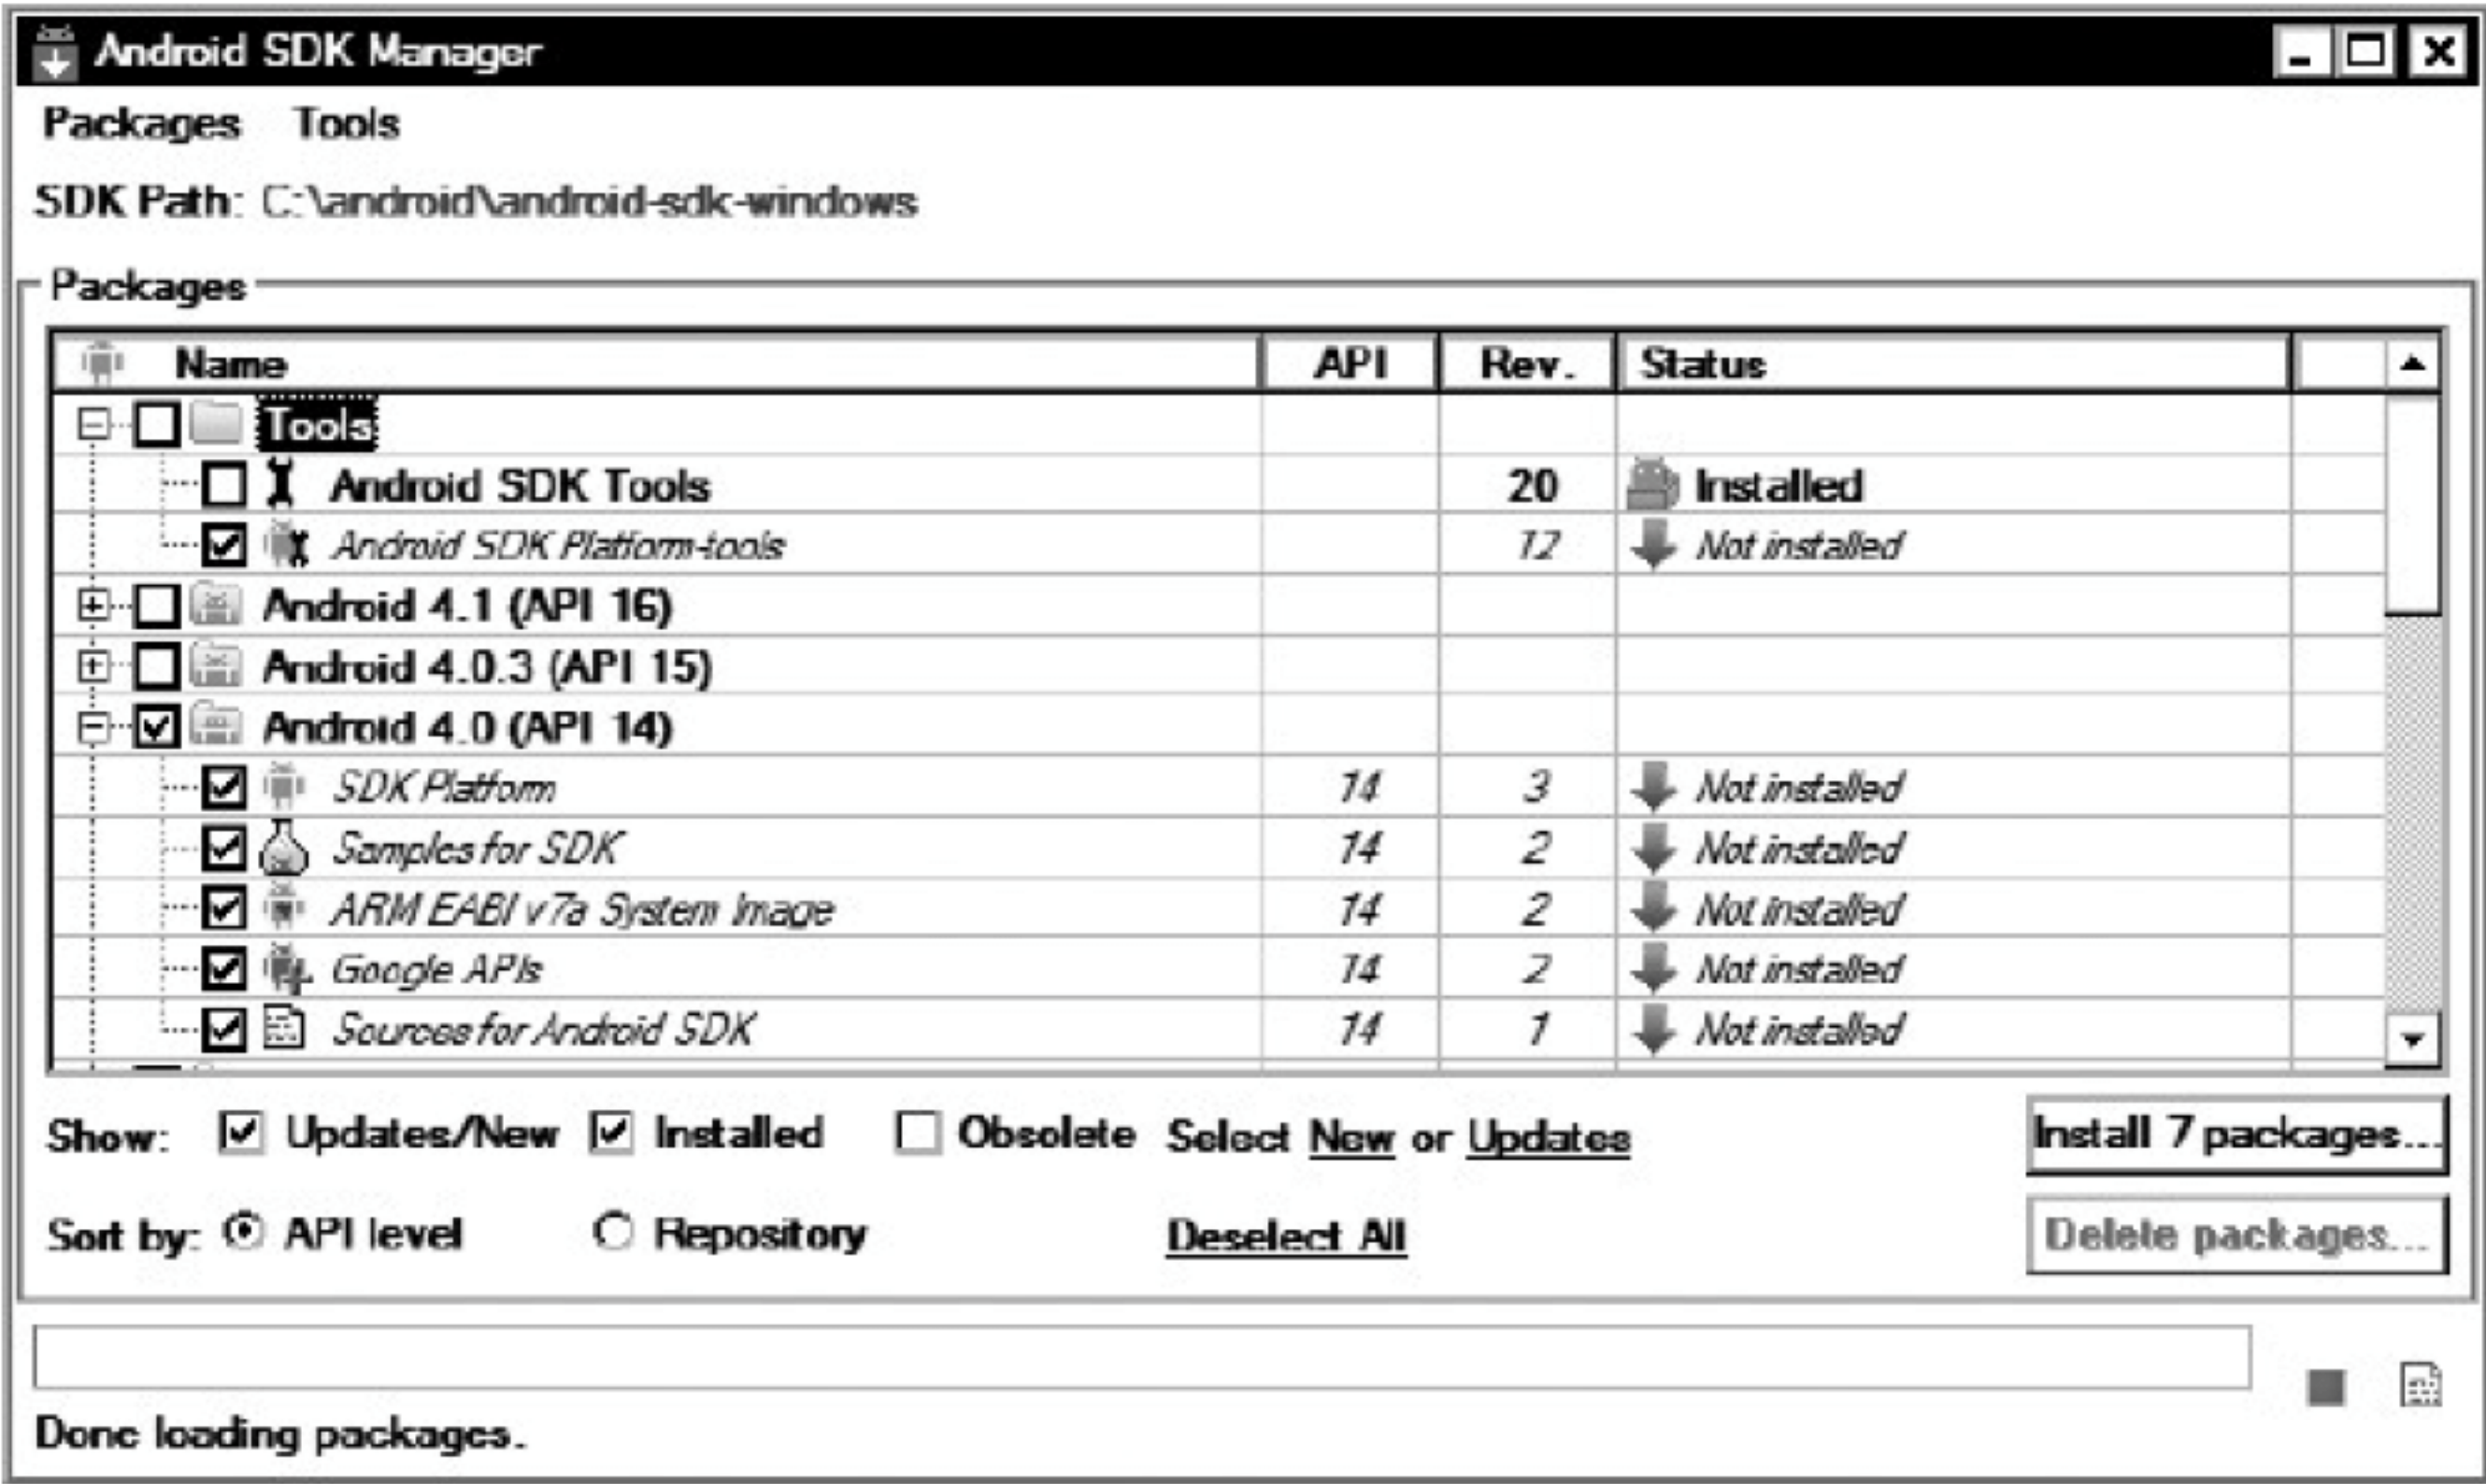 Android SDK Manager
Packages Tools
SDK Path: C:\android\android-sdk-windows
Packages
Name API Rev. Status
Tools
Android SDK Tools 20 Installed
Android SDK Platform-tools 12 Not installed
Android 4.1 (API 16)
Android 4.0.3 (API 15)
Android 4.0 (API 14)
SDK Platform 14 3 Not installed
Samples for SDK 14 2 Not installed
ARM EABI v7a System Image 14 2 Not installed
Google APIs 14 2 Not installed
Sources for Android SDK 14 1 Not installed
Show: Updates/New Installed Obsolete Select New or Updates Install 7 packages...
Sort by: API level Repository Deselect All Delete packages...
Done loading packages.